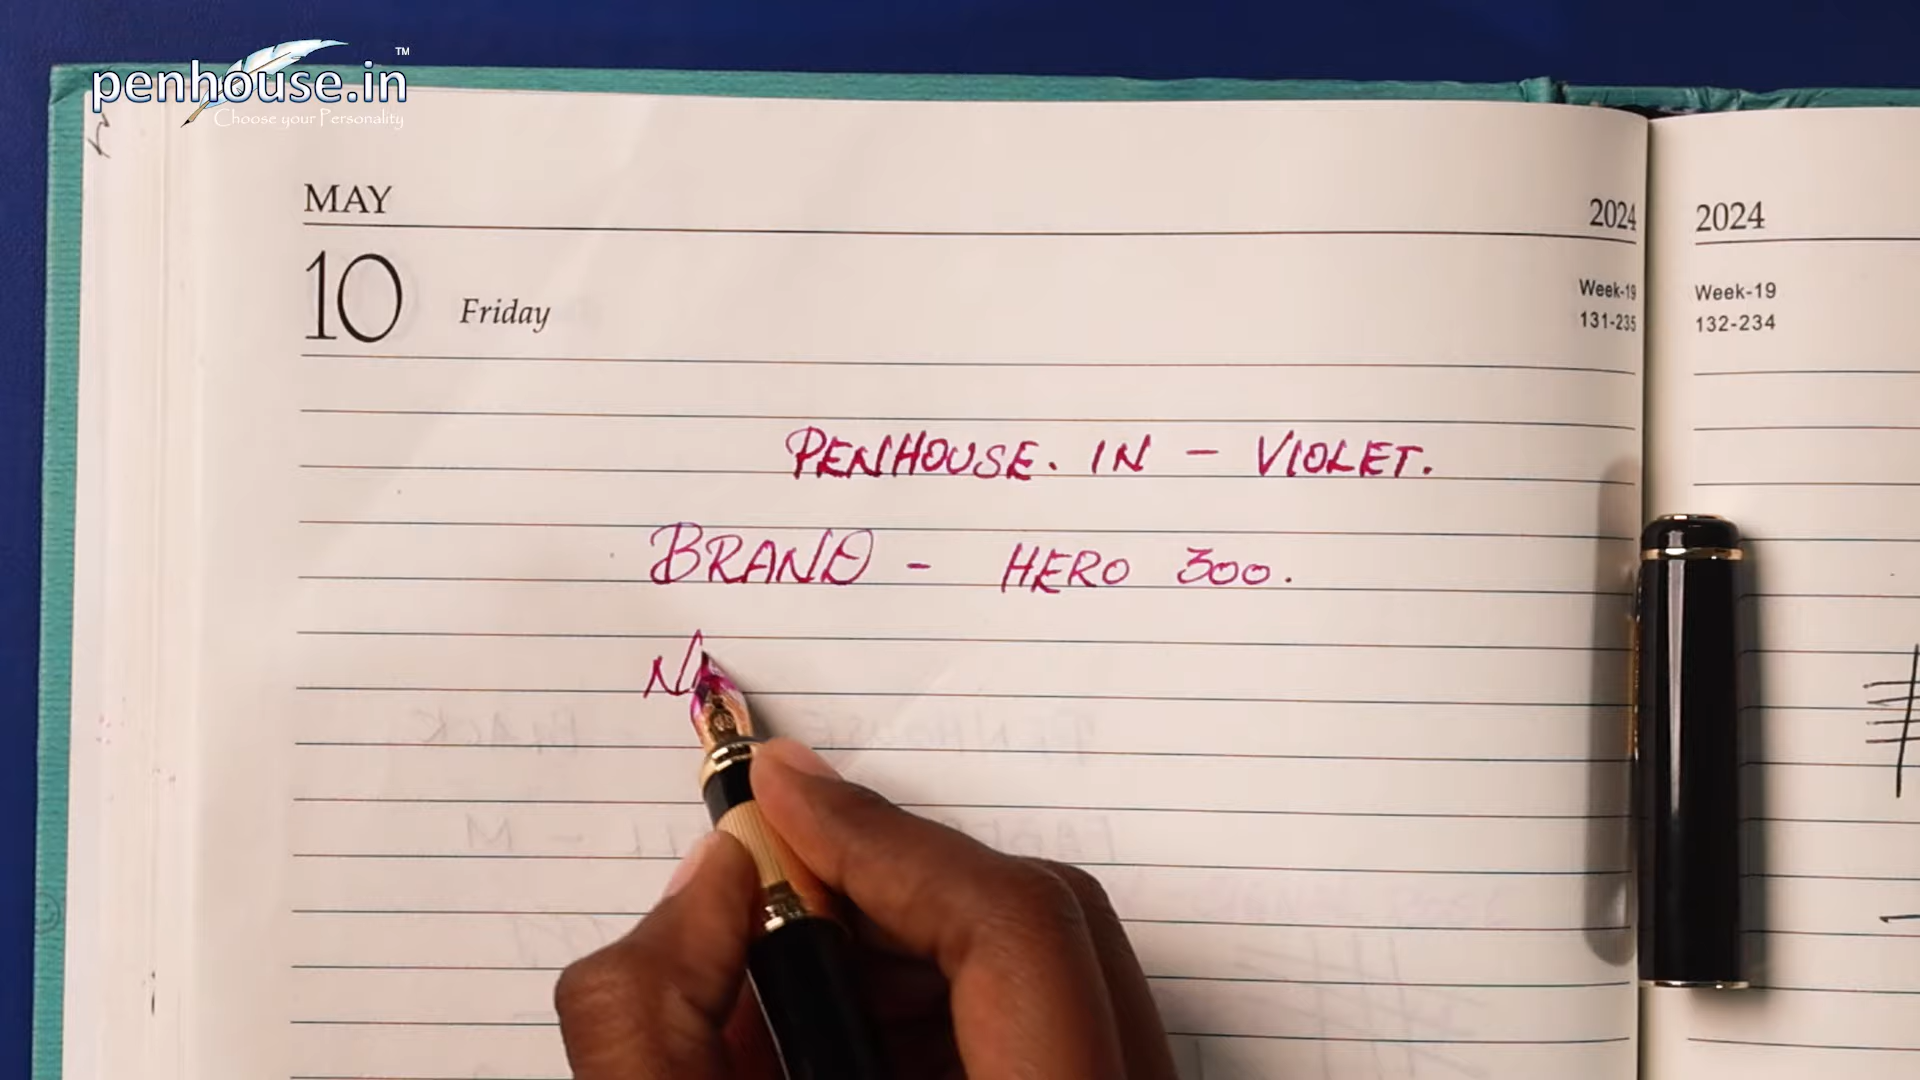 penhouse.in™
Choose your Personality
MAY 2024
10 Friday
Week-19
131-235
PENHOUSE. IN - VIOLET.
BRAND - HERO 300.
N
2024
Week-19
132-234